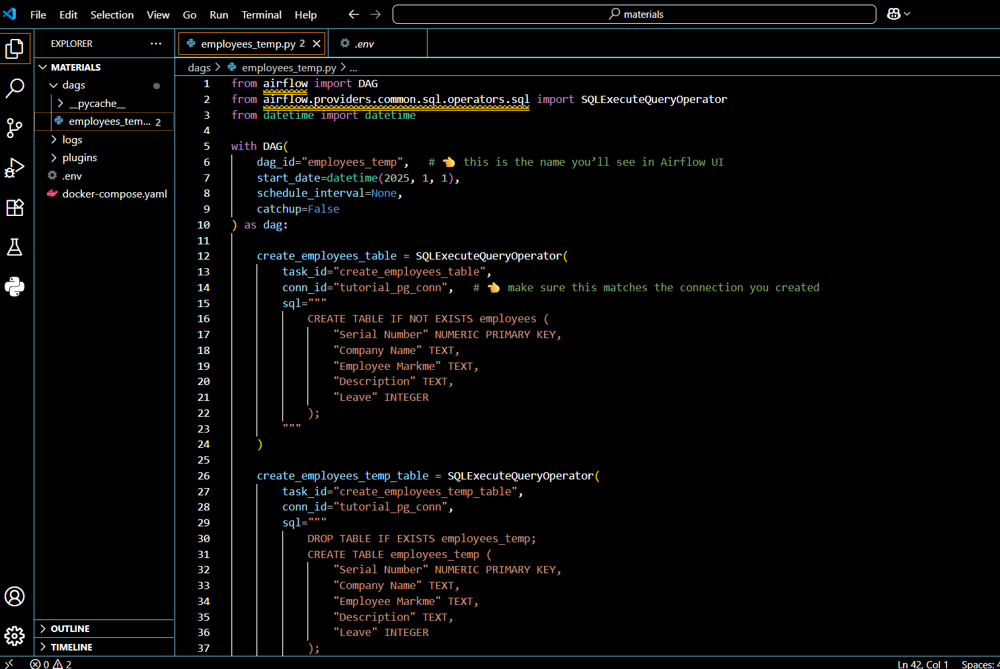 File Edit Selection View Go Run Terminal Help
materials
EXPLORER
employees_temp.py 2
.env
MATERIALS
dags
__pycache__
employees_tem... 2
logs
plugins
.env
docker-compose.yaml
OUTLINE
TIMELINE
dags > employees_temp.py > ...
1 from airflow import DAG
2 from airflow.providers.common.sql.operators.sql import SQLExecuteQueryOperator
3 from datetime import datetime
4
5 with DAG(
6 dag_id="employees_temp", # 👈 this is the name you’ll see in Airflow UI
7 start_date=datetime(2025, 1, 1),
8 schedule_interval=None,
9 catchup=False
10 ) as dag:
11
12 create_employees_table = SQLExecuteQueryOperator(
13 task_id="create_employees_table",
14 conn_id="tutorial_pg_conn", # 👈 make sure this matches the connection you created
15 sql="""
16 CREATE TABLE IF NOT EXISTS employees (
17 "Serial Number" NUMERIC PRIMARY KEY,
18 "Company Name" TEXT,
19 "Employee Markme" TEXT,
20 "Description" TEXT,
21 "Leave" INTEGER
22 );
23 """
24 )
25
26 create_employees_temp_table = SQLExecuteQueryOperator(
27 task_id="create_employees_temp_table",
28 conn_id="tutorial_pg_conn",
29 sql="""
30 DROP TABLE IF EXISTS employees_temp;
31 CREATE TABLE employees_temp (
32 "Serial Number" NUMERIC PRIMARY KEY,
33 "Company Name" TEXT,
34 "Employee Markme" TEXT,
35 "Description" TEXT,
36 "Leave" INTEGER
37 );
0 2
Ln 42, Col 1 Spaces: 4